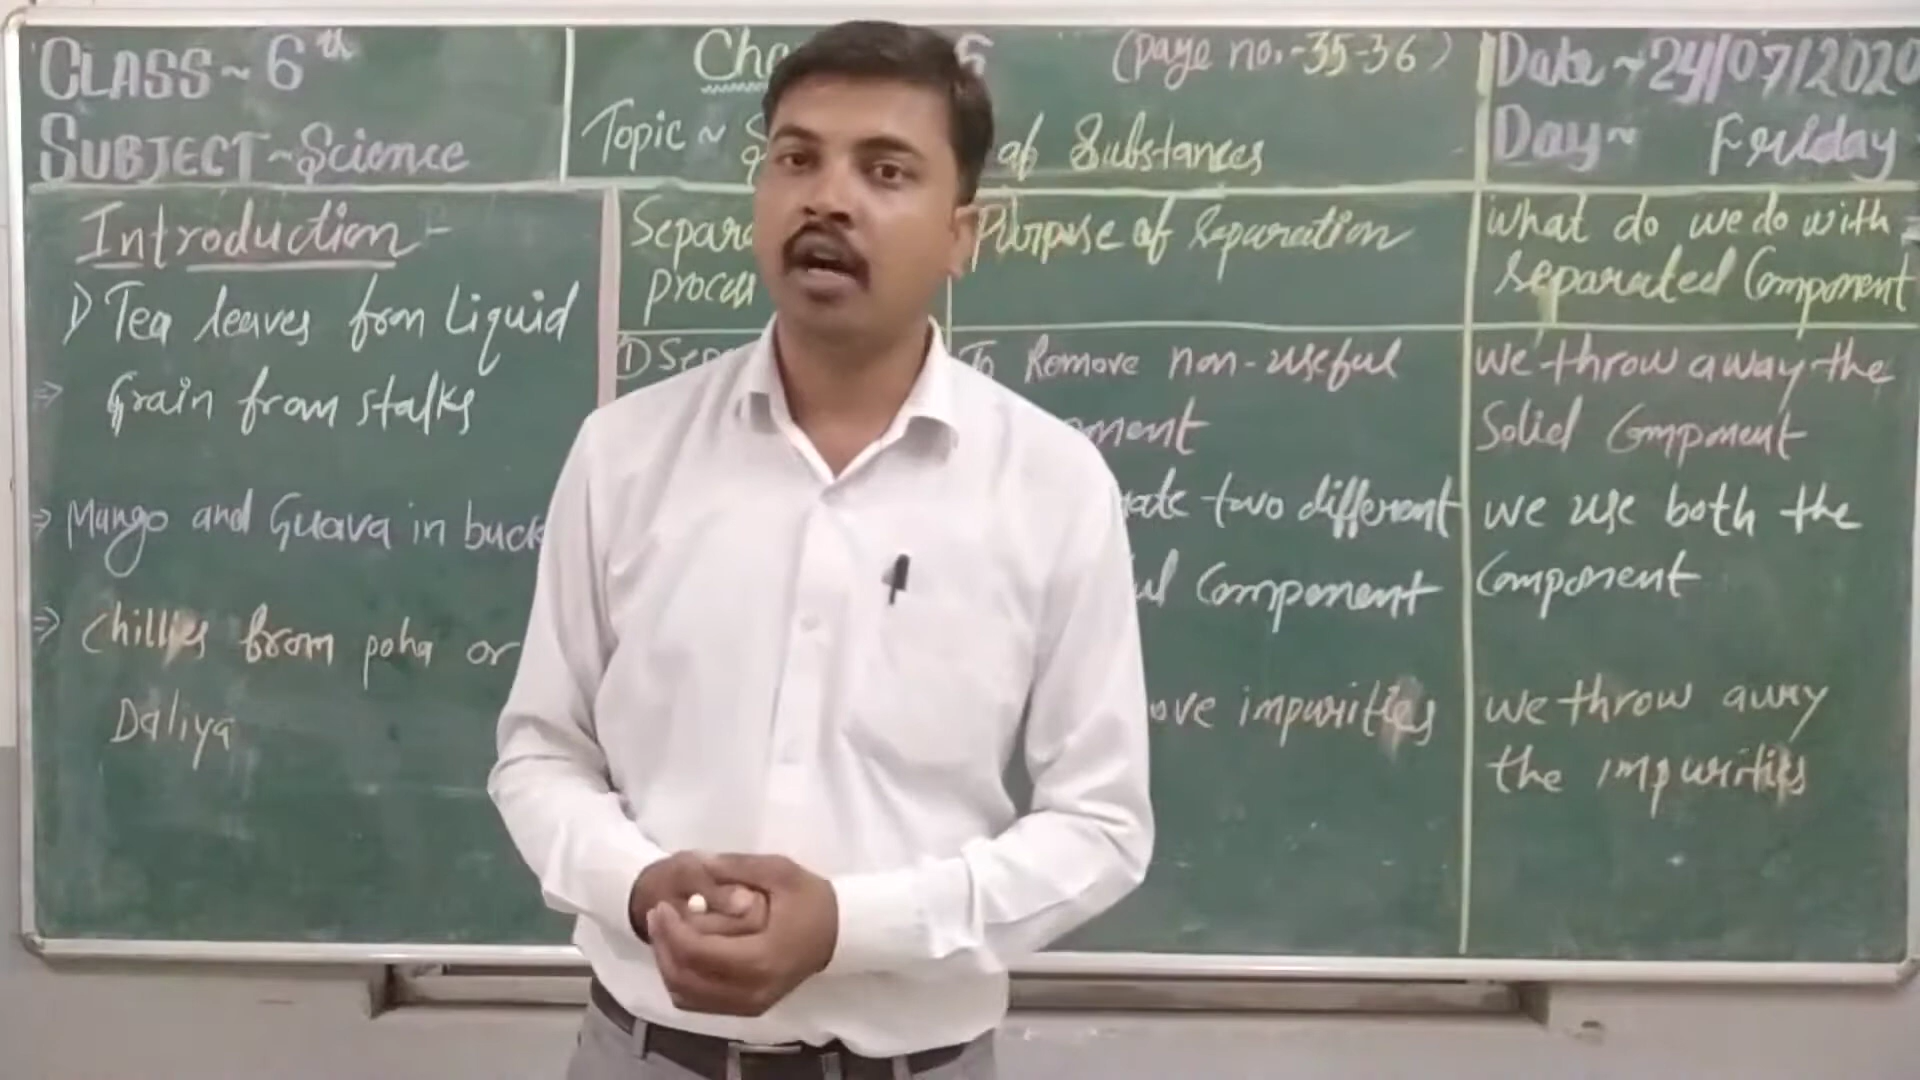 CLASS ~ 6th
SUBJECT ~ Science
(page no. - 35-36)
Topic ~ of Substances
Date ~ 24/07/2020
Day ~ Friday
Introduction -
1) Tea leaves from Liquid
⇒ Grain from stalks
⇒ Mango and Guava in
⇒ Chillies from poha or
Daliya
process
1)
Purpose of Separation
To Remove non-useful
two different
Component
impurities
what do we do with
separated Component
we throw away the
Solid Component
we use both the
Component
we throw away
the impurities